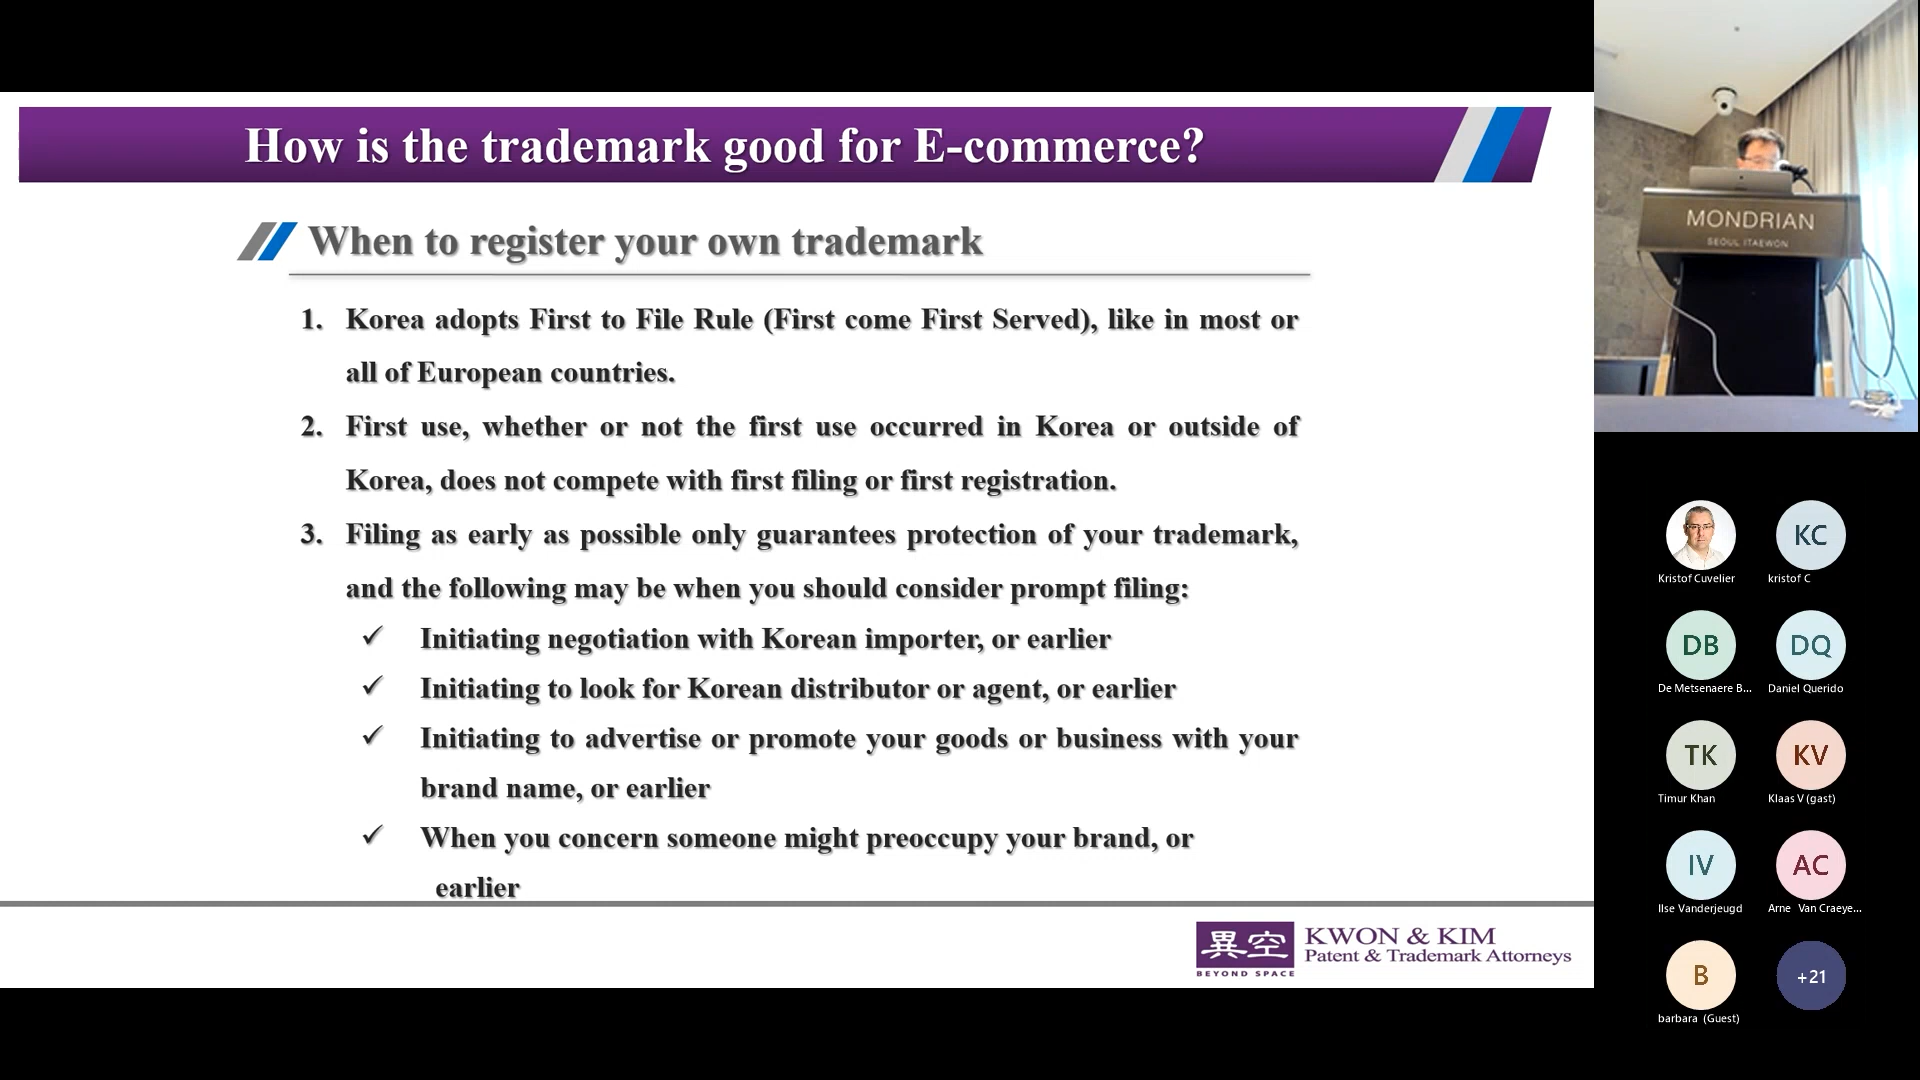 How is the trademark good for E-commerce?
When to register your own trademark
1. Korea adopts First to File Rule (First come First Served), like in most or
all of European countries.
2. First use, whether or not the first use occurred in Korea or outside of
Korea, does not compete with first filing or first registration.
3. Filing as early as possible only guarantees protection of your trademark,
and the following may be when you should consider prompt filing:
✓ Initiating negotiation with Korean importer, or earlier
✓ Initiating to look for Korean distributor or agent, or earlier
✓ Initiating to advertise or promote your goods or business with your
brand name, or earlier
✓ When you concern someone might preoccupy your brand, or
earlier
異空
BEYOND SPACE
KWON & KIM
Patent & Trademark Attorneys
MONDRIAN
SEOUL ITAEWON
Kristof Cuvelier
KC
kristof C
DB
De Metsenaere B...
DQ
Daniel Querido
TK
Timur Khan
KV
Klaas V (gast)
IV
Ilse Vanderjeugd
AC
Arne Van Craeye...
B
barbara (Guest)
+21